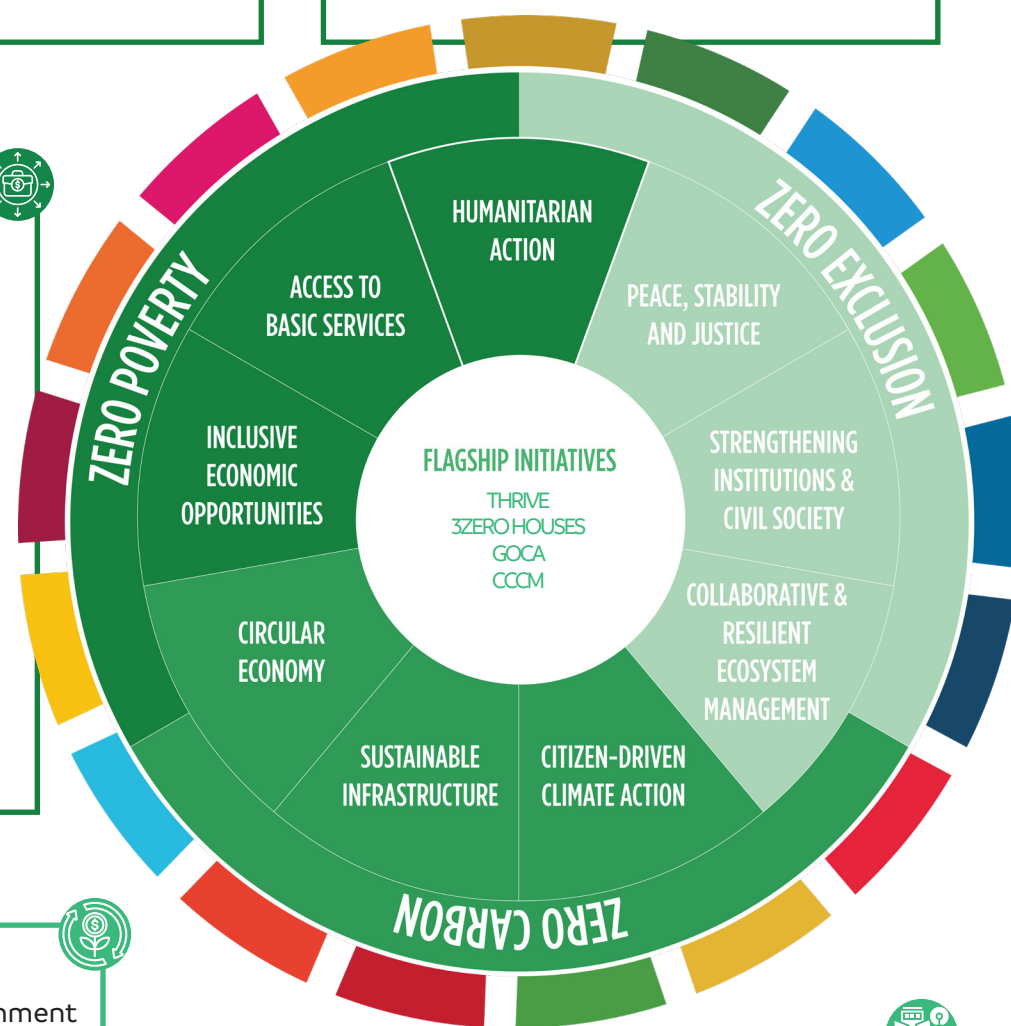 HUMANITARIAN
ACTION
ACCESS TO
BASIC SERVICES
PEACE, STABILITY
AND JUSTICE
ZERO POVERTY
ZERO EXCLUSION
INCLUSIVE
ECONOMIC
OPPORTUNITIES
STRENGTHENING
INSTITUTIONS &
CIVIL SOCIETY
FLAGSHIP INITIATIVES
THRIVE
3ZERO HOUSES
GOCA
CCCM
CIRCULAR
ECONOMY
COLLABORATIVE &
RESILIENT
ECOSYSTEM
MANAGEMENT
SUSTAINABLE
INFRASTRUCTURE
CITIZEN-DRIVEN
CLIMATE ACTION
ZERO CARBON